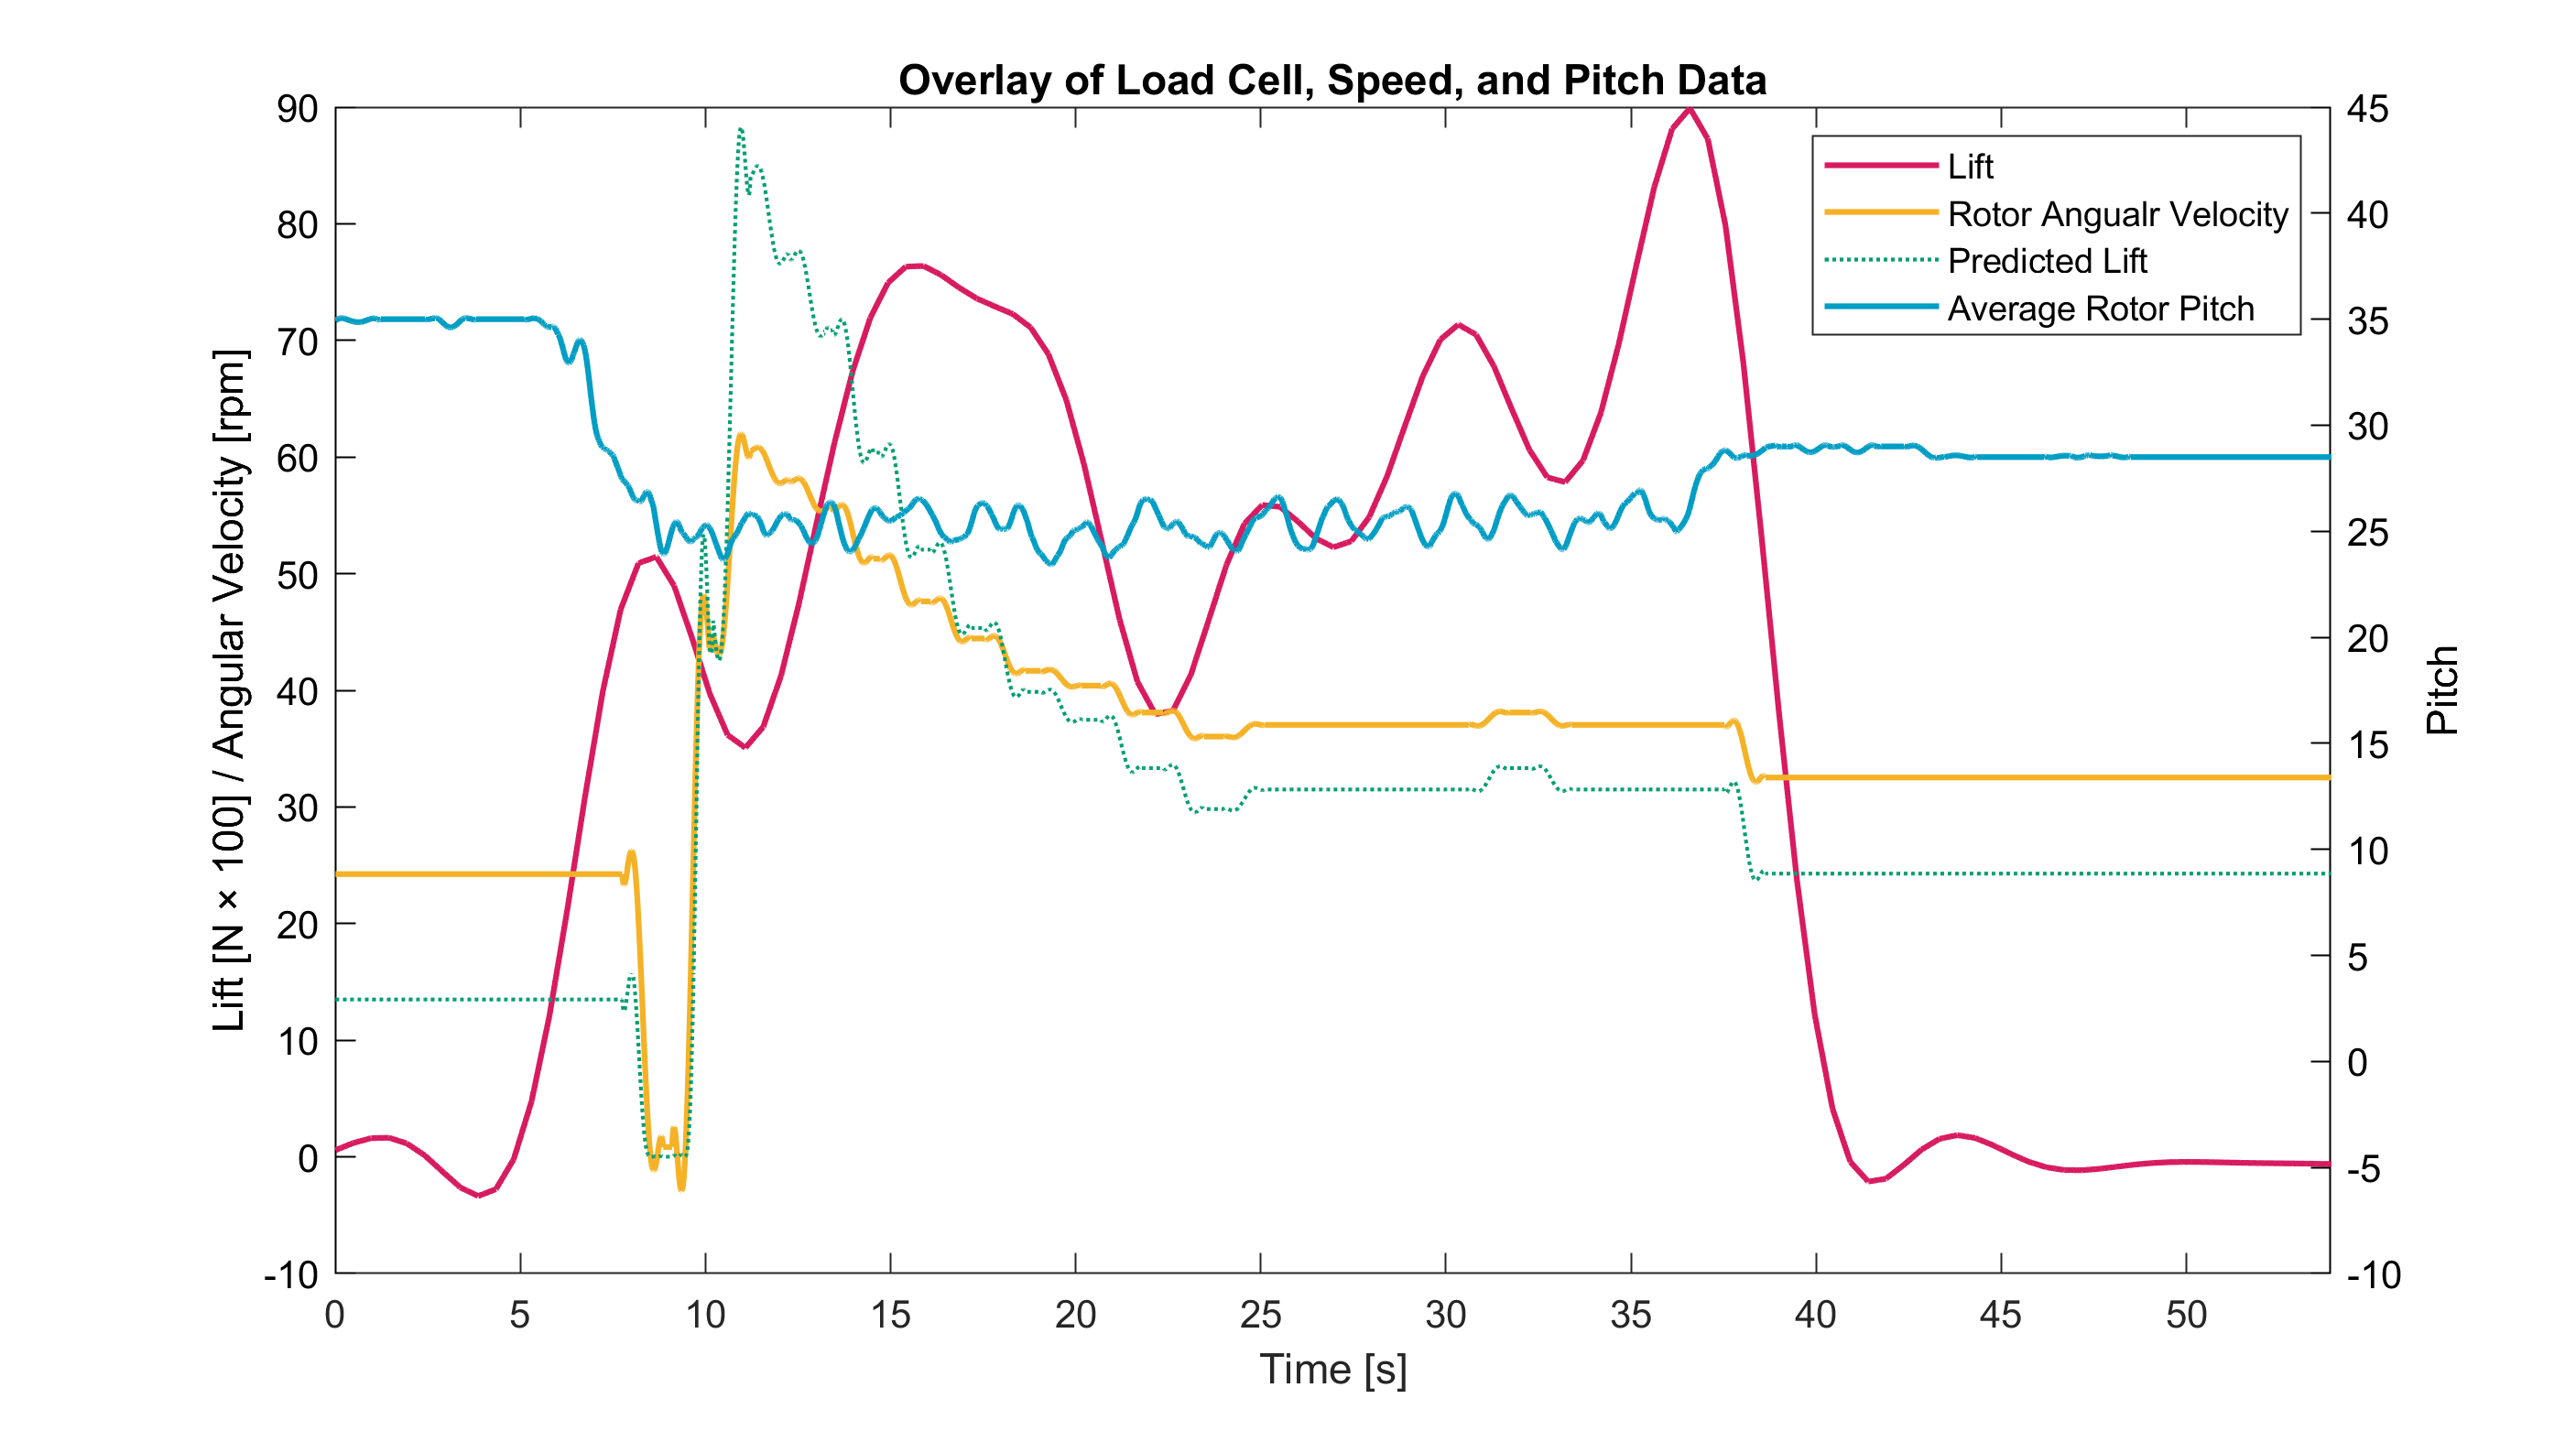 Overlay of Load Cell, Speed, and Pitch Data
Lift [N × 100] / Angular Velocity [rpm]
90
80
70
60
50
40
30
20
10
0
-10
Lift
Rotor Angualr Velocity
Predicted Lift
Average Rotor Pitch
45
40
35
30
25
20
15
10
5
0
-5
-10
Pitch
0 5 10 15 20 25 30 35 40 45 50
Time [s]